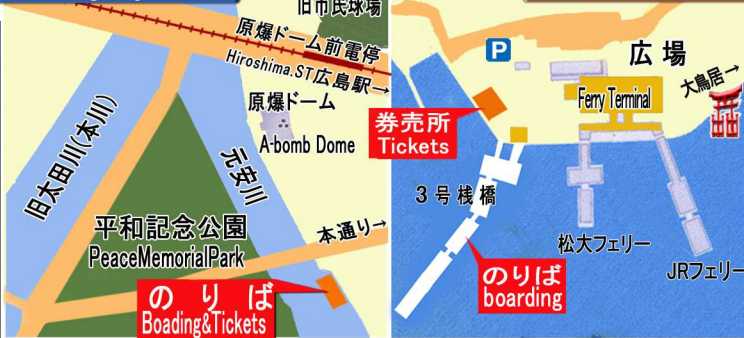 旧市民球場
原爆ドーム前電停
Hiroshima.ST広島駅→
原爆ドーム
A-bomb Dome
旧太田川(本川)
元安川
平和記念公園
PeaceMemorialPark
本通り→
のりば
Boading&Tickets
P
広場
大鳥居→
Ferry Terminal
券売所
Tickets
3号桟橋
松大フェリー
JRフェリー
のりば
boarding